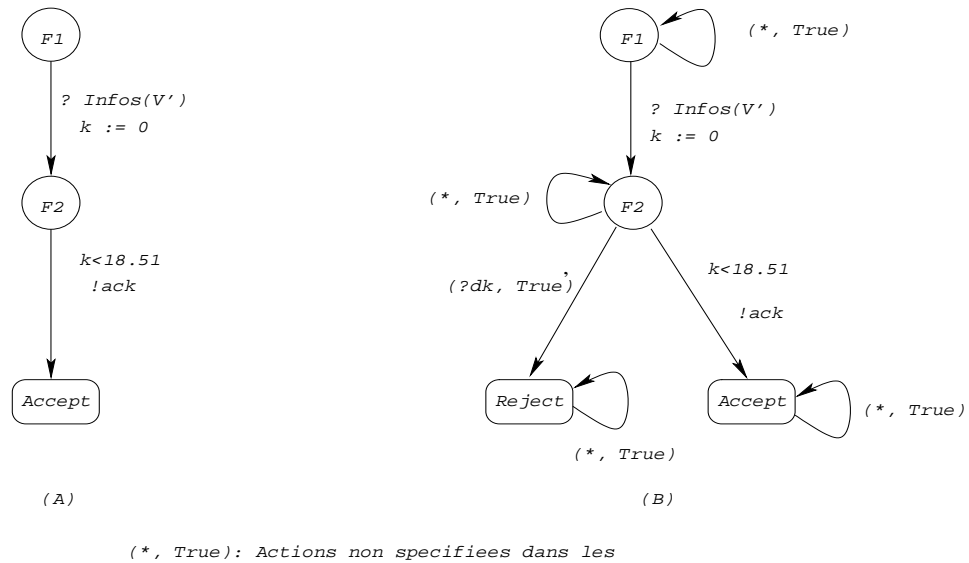 F1
? Infos(V')
k := 0
F2
k<18.51
!ack
Accept
(A)
F1
(*, True)
? Infos(V')
k := 0
(*, True)
F2
(?dk, True)
,
k<18.51
!ack
Reject
(*, True)
Accept
(*, True)
(B)
(*, True): Actions non specifiees dans les